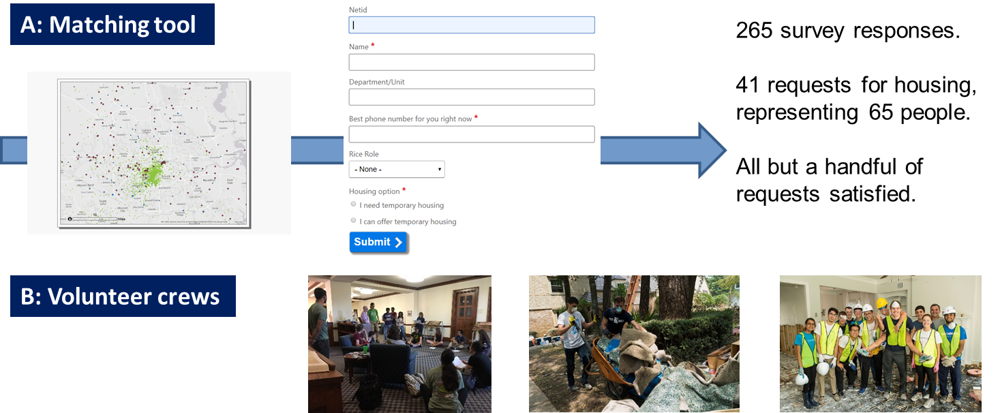 A: Matching tool
Netid
Name *
Department/Unit
Best phone number for you right now *
Rice Role
- None -
Housing option *
I need temporary housing
I can offer temporary housing
Submit
265 survey responses.
41 requests for housing,
representing 65 people.
All but a handful of
requests satisfied.
10
Miles
B: Volunteer crews